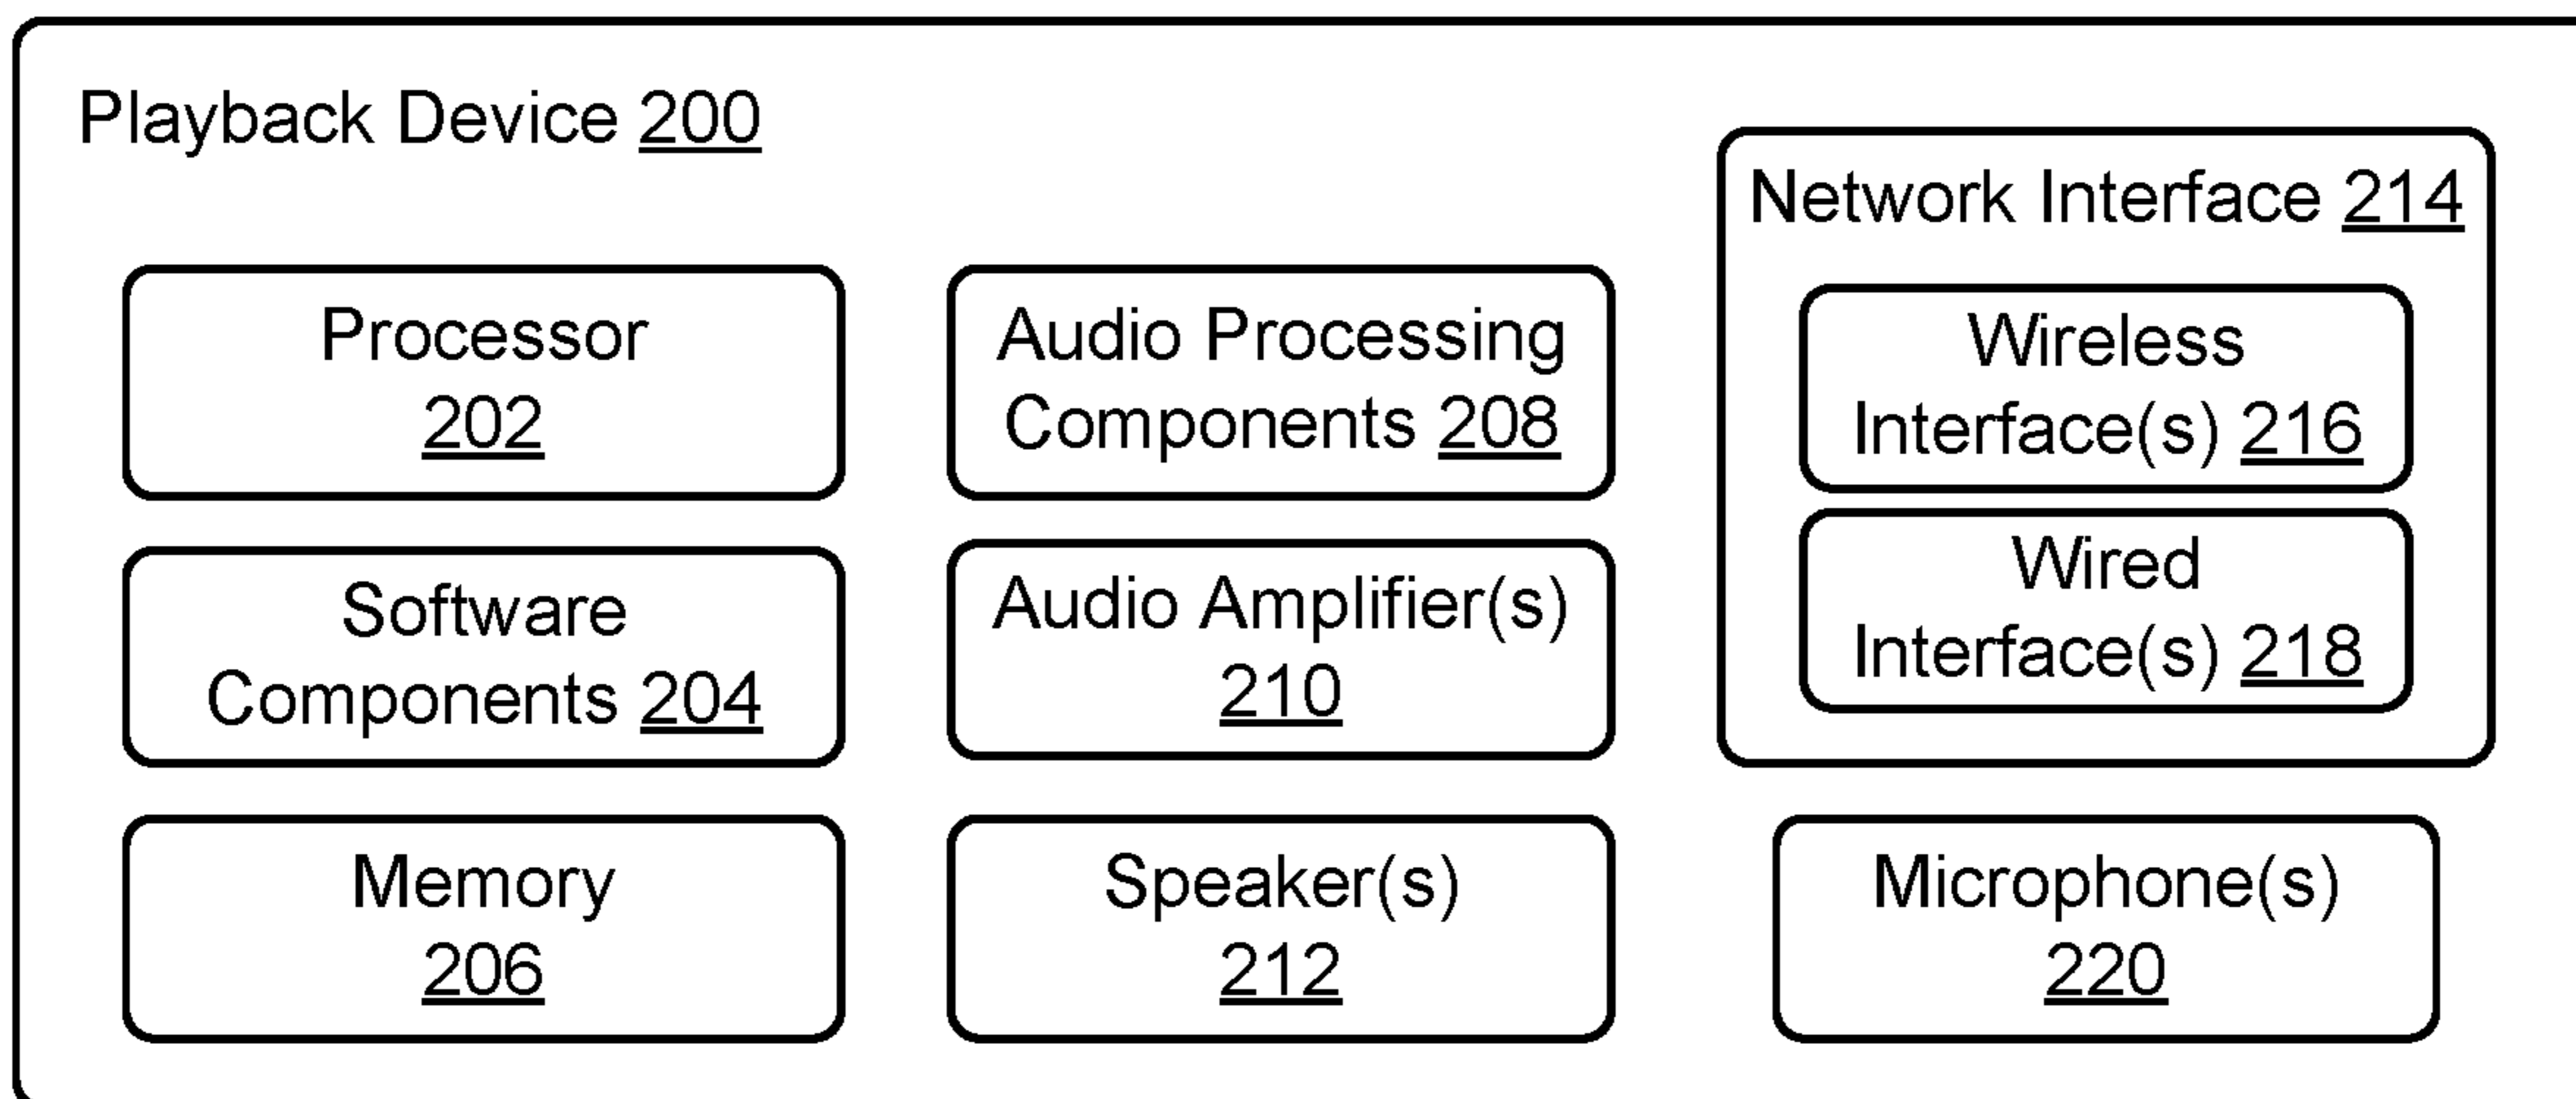 Playback Device 200
Processor
202
Software
Components 204
Memory
206
Audio Processing
Components 208
Audio Amplifier(s)
210
Speaker(s)
212
Network Interface 214
Wireless
Interface(s) 216
Wired
Interface(s) 218
Microphone(s)
220